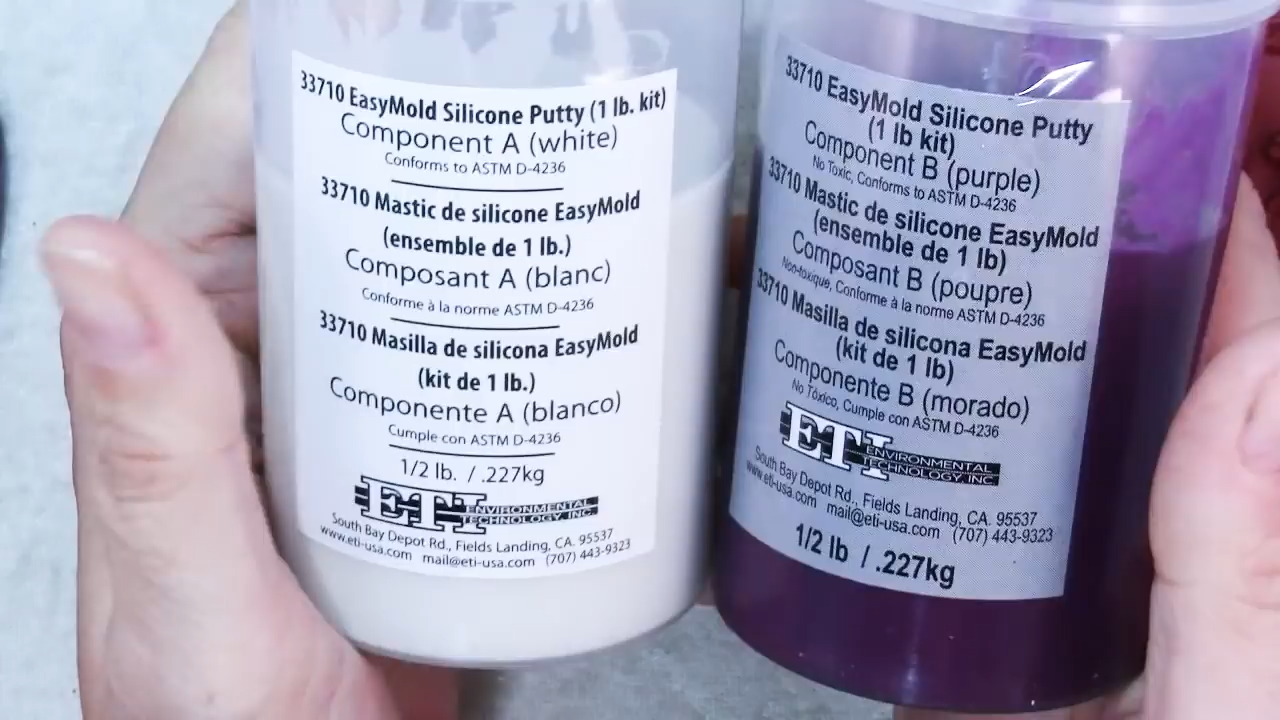 33710 EasyMold Silicone Putty (1 lb. kit)
Component A (white)
Conforms to ASTM D-4236
33710 Mastic de silicone EasyMold
(ensemble de 1 lb.)
Composant A (blanc)
Conforme à la norme ASTM D-4236
33710 Masilla de silicona EasyMold
(kit de 1 lb.)
Componente A (blanco)
Cumple con ASTM D-4236
1/2 lb. / .227kg
ETI ENVIRONMENTAL
TECHNOLOGY, INC.
South Bay Depot Rd., Fields Landing, CA. 95537
www.eti-usa.com mail@eti-usa.com (707) 443-9323
33710 EasyMold Silicone Putty
(1 lb kit)
Component B (purple)
No Toxic, Conforms to ASTM D-4236
33710 Mastic de silicone EasyMold
(ensemble de 1 lb)
Composant B (poupre)
Non-toxique, Conforme à la norme ASTM D-4236
33710 Masilla de silicona EasyMold
(kit de 1 lb)
Componente B (morado)
No Tóxico, Cumple con ASTM D-4236
ETI ENVIRONMENTAL
TECHNOLOGY, INC.
South Bay Depot Rd., Fields Landing, CA. 95537
www.eti-usa.com mail@eti-usa.com (707) 443-9323
1/2 lb / .227kg